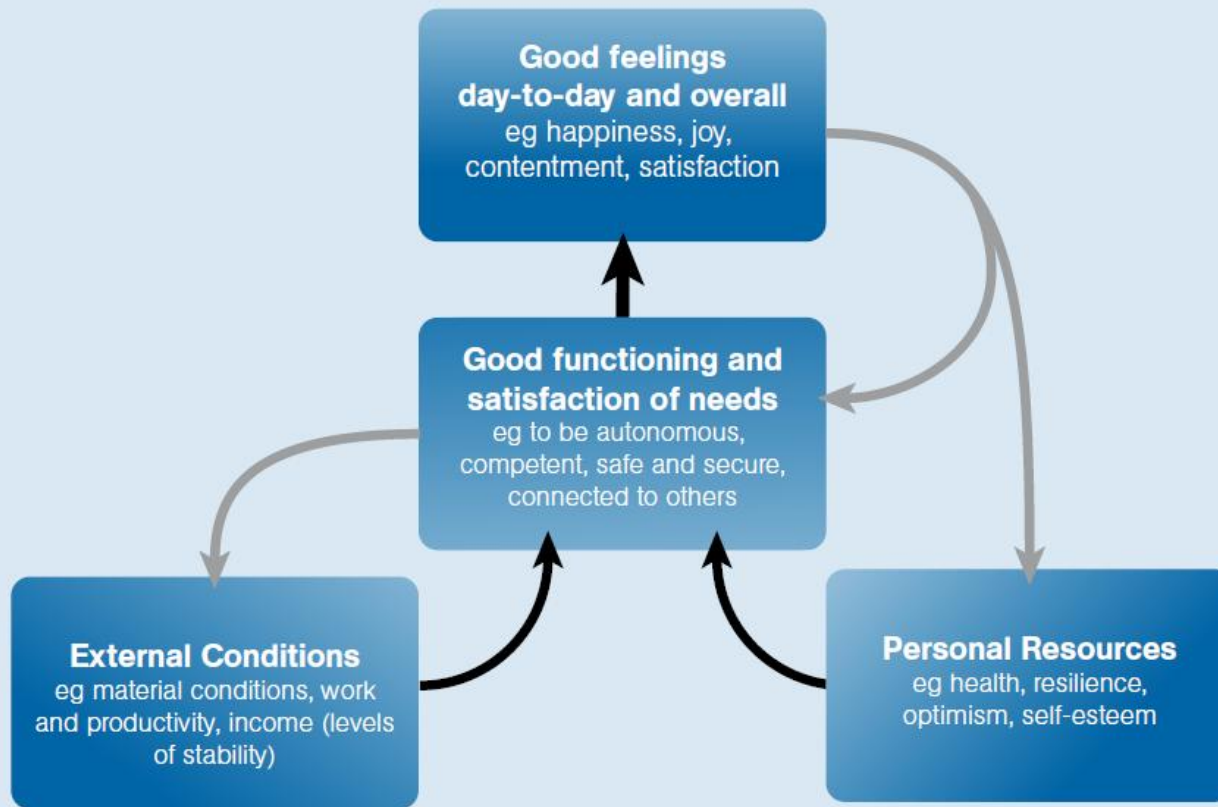 Good feelings
day-to-day and overall
eg happiness, joy,
contentment, satisfaction
Good functioning and
satisfaction of needs
eg to be autonomous,
competent, safe and secure,
connected to others
External Conditions
eg material conditions, work
and productivity, income (levels
of stability)
Personal Resources
eg health, resilience,
optimism, self-esteem